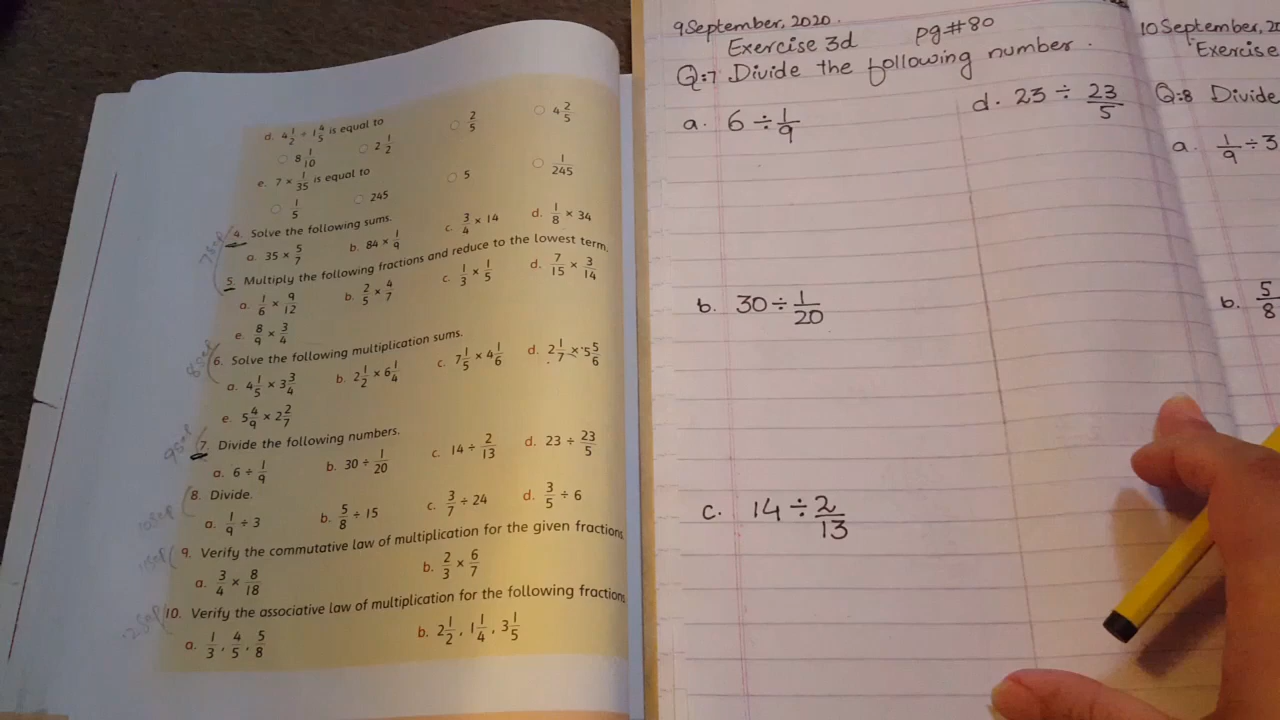 d. 4 1/2 ÷ 1 4/5 is equal to
8 1/10 2 1/2 2/5 4 2/5
e. 7 × 1/35 is equal to
1/5 245 5 1/245
4. Solve the following sums.
a. 35 × 5/7 b. 84 × 1/9 c. 3/4 × 14 d. 1/8 × 34
5. Multiply the following fractions and reduce to the lowest term.
a. 1/6 × 9/12 b. 2/5 × 4/7 c. 1/3 × 1/5 d. 7/15 × 3/14
e. 8/9 × 3/4
6. Solve the following multiplication sums.
a. 4 1/5 × 3 3/4 b. 2 1/2 × 6 1/4 c. 7 1/5 × 4 1/6 d. 2 1/7 × 5 5/6
e. 5 4/9 × 2 2/7
7. Divide the following numbers.
a. 6 ÷ 1/9 b. 30 ÷ 1/20 c. 14 ÷ 2/13 d. 23 ÷ 23/5
8. Divide.
a. 1/9 ÷ 3 b. 5/8 ÷ 15 c. 3/7 ÷ 24 d. 3/5 ÷ 6
9. Verify the commutative law of multiplication for the given fractions
a. 3/4 × 8/18 b. 2/3 × 6/7
10. Verify the associative law of multiplication for the following fractions
a. 1/3, 4/5, 5/8 b. 2 1/2, 1 1/4, 3 1/5
7Sep
8Sep
9Sep
10Sep
9 September, 2020.
Exercise 3d pg#80
Q:7 Divide the following number.
a. 6 ÷ 1/9 d. 23 ÷ 23/5
b. 30 ÷ 1/20
c. 14 ÷ 2/13
10 September, 20
Exercise
Q:8 Divide
a. 1/9 ÷ 3
b. 5/8